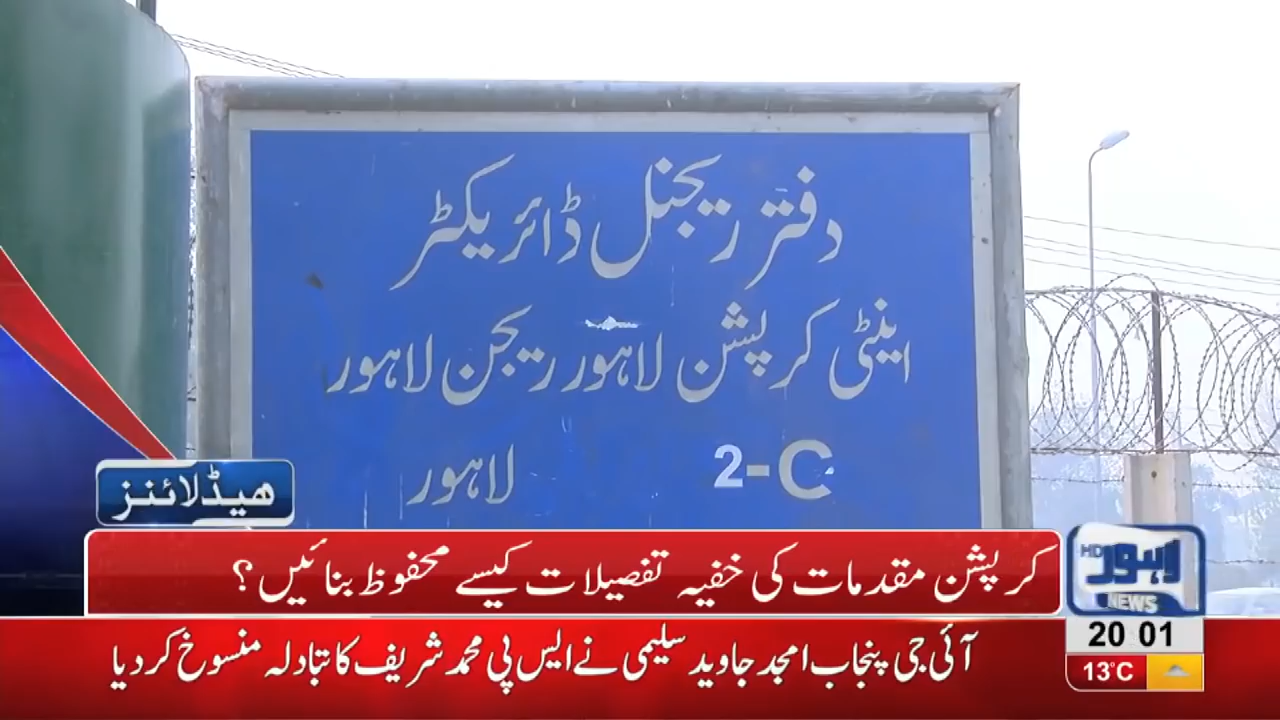 دفتر ریجنل ڈائریکٹر
اینٹی کرپشن لاہور ریجن لاہور
2-C لاہور
ھیڈلائنز
کرپشن مقدمات کی خفیہ تفصیلات کیسے محفوظ بنائیں؟
HD لاہور
NEWS
20 01
آئی جی پنجاب امجد جاوید سلیمی نے ایس پی محمد شریف کا تبادلہ منسوخ کر دیا
13°C